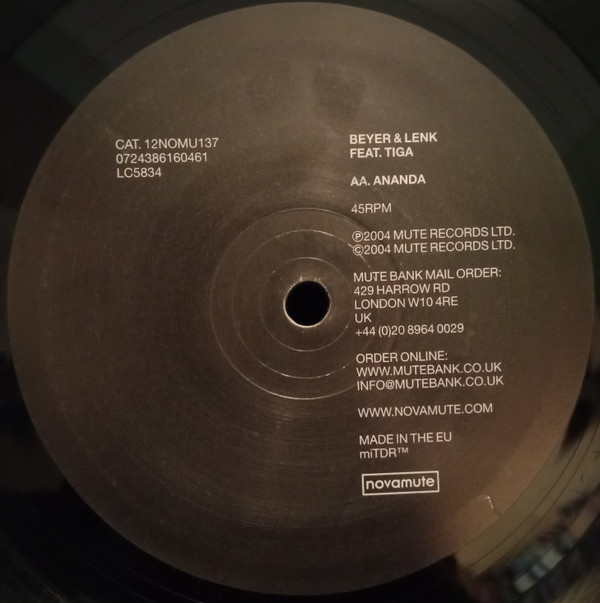 CAT. 12NOMU137
0724386160461
LC5834
BEYER & LENK
FEAT. TIGA
AA. ANANDA
45RPM
℗2004 MUTE RECORDS LTD.
©2004 MUTE RECORDS LTD.
MUTE BANK MAIL ORDER:
429 HARROW RD
LONDON W10 4RE
UK
+44 (0)20 8964 0029
ORDER ONLINE:
WWW.MUTEBANK.CO.UK
INFO@MUTEBANK.CO.UK
WWW.NOVAMUTE.COM
MADE IN THE EU
miTDR™
novamute